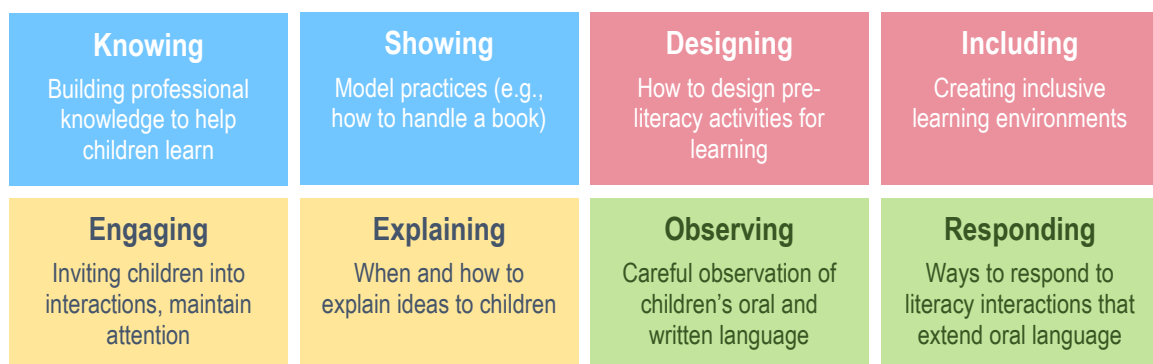 Knowing
Building professional
knowledge to help
children learn
Showing
Model practices (e.g.,
how to handle a book)
Designing
How to design pre-
literacy activities for
learning
Including
Creating inclusive
learning environments
Engaging
Inviting children into
interactions, maintain
attention
Explaining
When and how to
explain ideas to children
Observing
Careful observation of
children’s oral and
written language
Responding
Ways to respond to
literacy interactions that
extend oral language